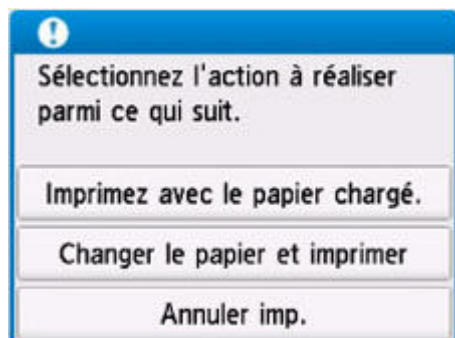 Sélectionnez l'action à réaliser
parmi ce qui suit.
Imprimez avec le papier chargé.
Changer le papier et imprimer
Annuler imp.